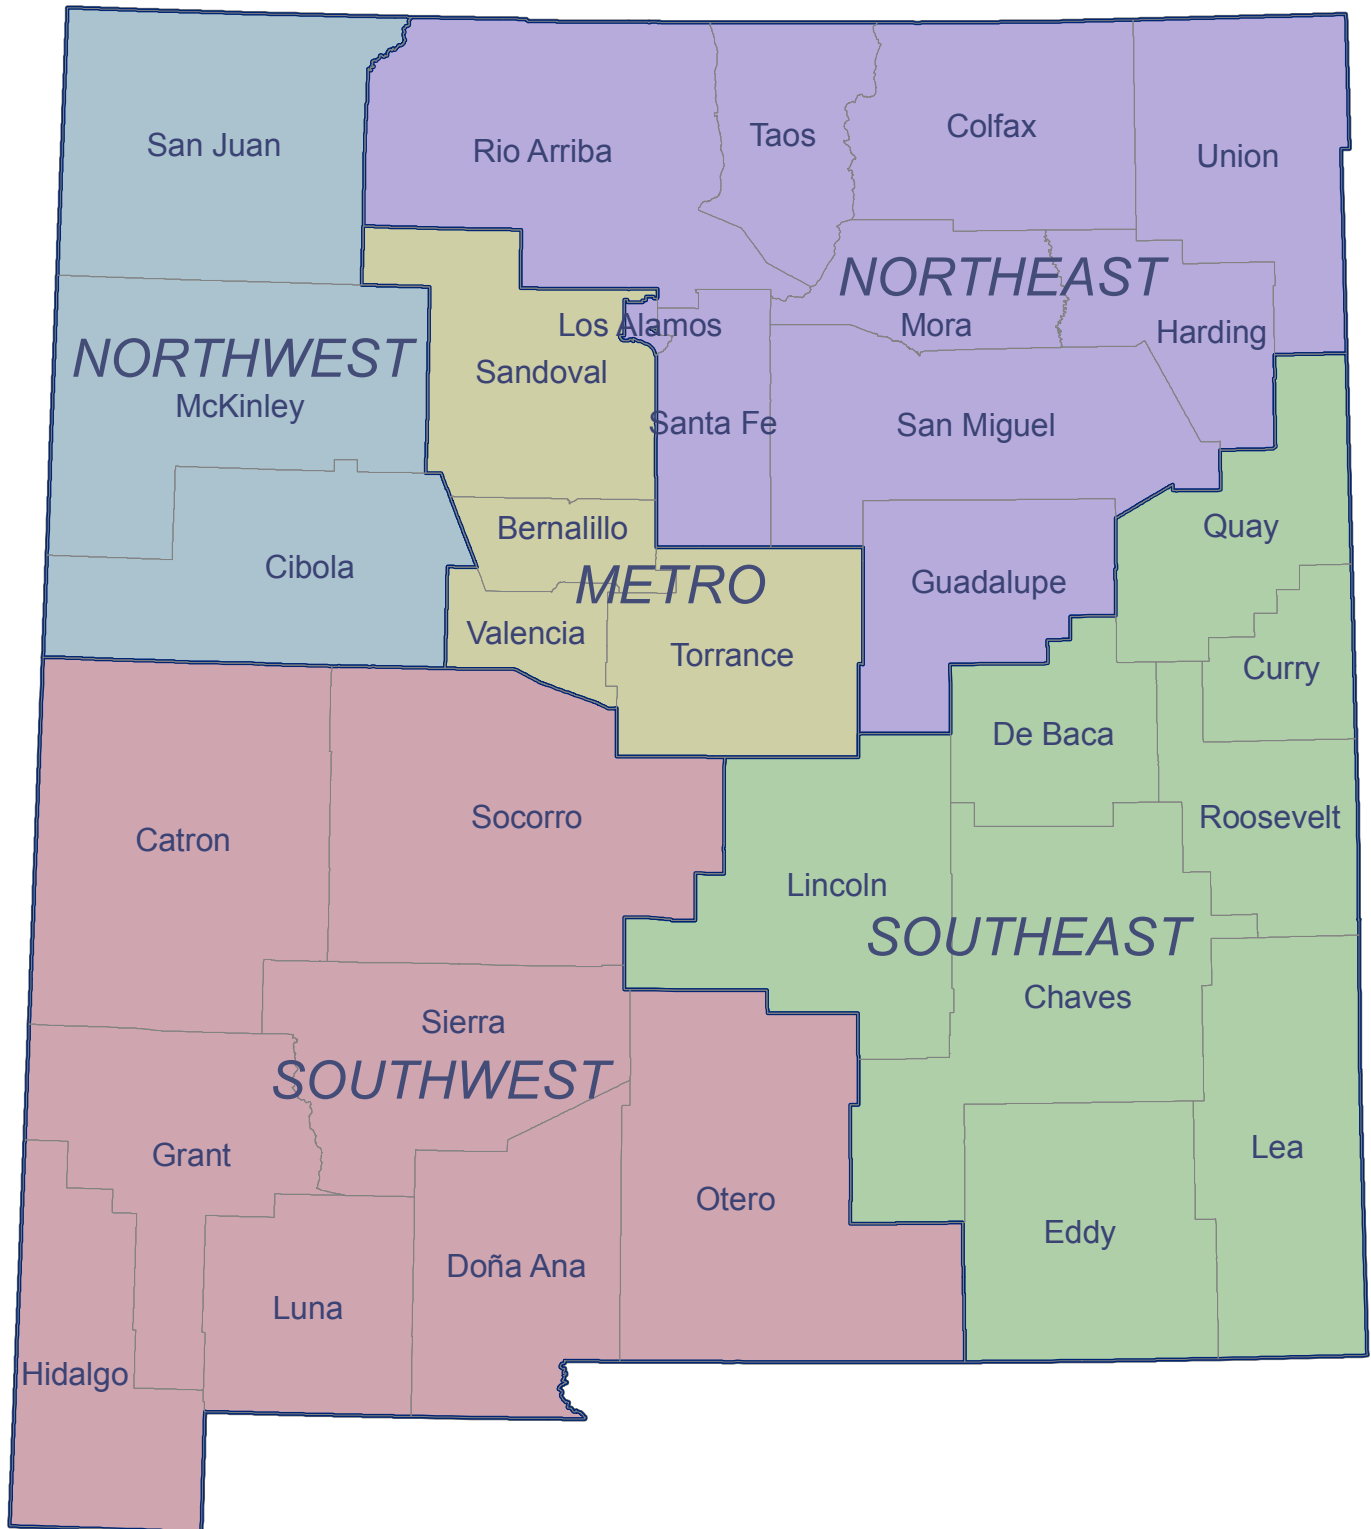 San Juan
Rio Arriba
Taos
Colfax
Union
NORTHEAST
Los Alamos
Mora
Harding
NORTHWEST
McKinley
Sandoval
Santa Fe
San Miguel
Quay
Bernalillo
Cibola
METRO
Guadalupe
Valencia
Torrance
Curry
De Baca
Catron
Socorro
Roosevelt
Lincoln
SOUTHEAST
Chaves
Sierra
SOUTHWEST
Grant
Lea
Otero
Eddy
Doña Ana
Luna
Hidalgo